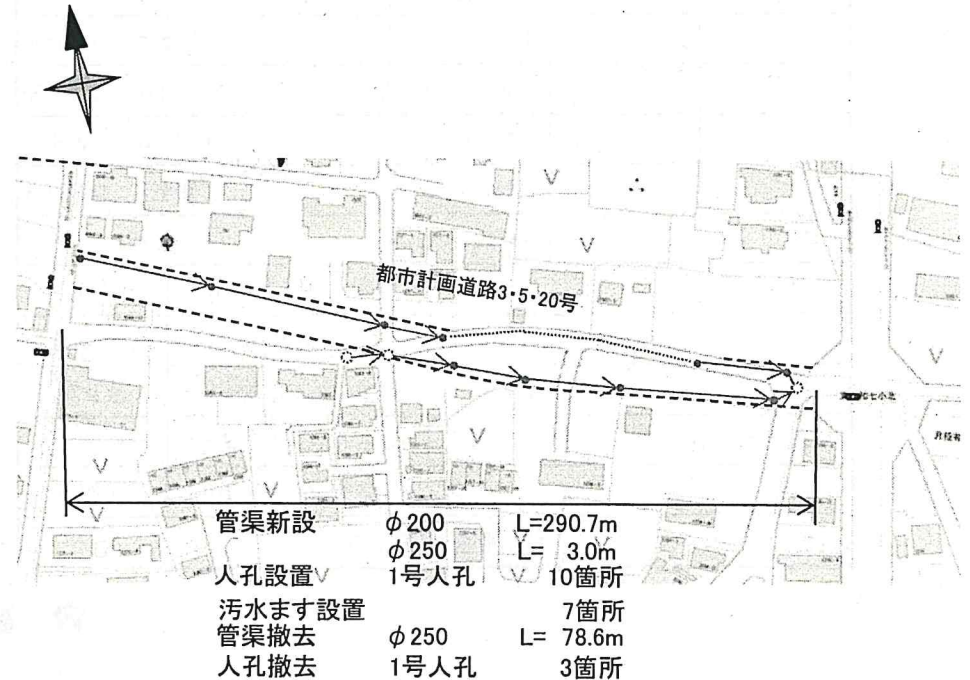 都市計画道路3・5・20号
管渠新設 φ200 L=290.7m
φ250 L= 3.0m
人孔設置 1号人孔 10箇所
汚水ます設置 7箇所
管渠撤去 φ250 L= 78.6m
人孔撤去 1号人孔 3箇所